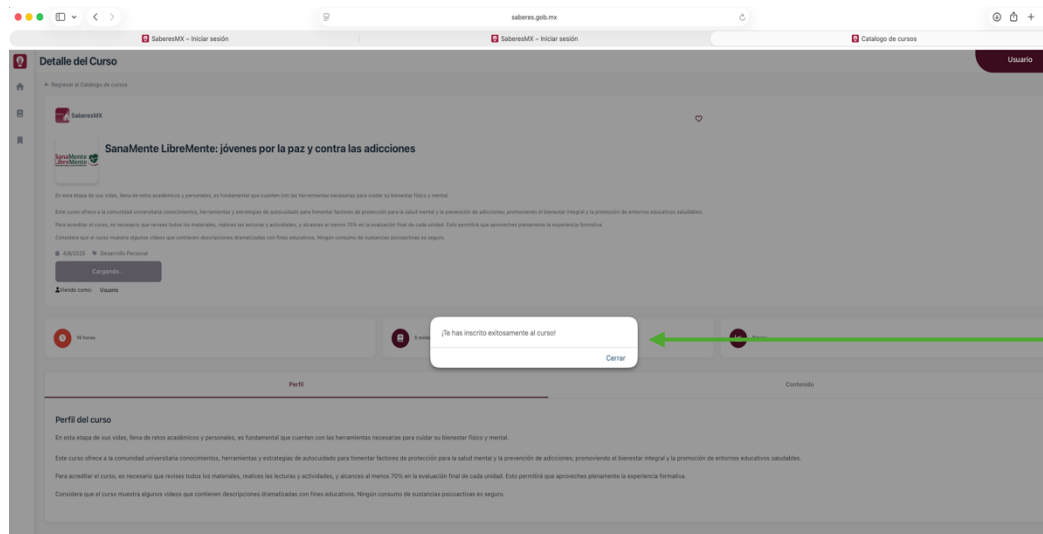 saberes.gob.mx
SaberesMX – Iniciar sesión
SaberesMX – Iniciar sesión
Catalogo de cursos
Detalle del Curso
Usuario
← Regresar al Catálogo de cursos
SaberesMX
SanaMente
LibreMente
SanaMente LibreMente: jóvenes por la paz y contra las adicciones
En esta etapa de sus vidas, llena de retos académicos y personales, es fundamental que cuenten con las herramientas necesarias para cuidar su bienestar físico y mental.
Este curso ofrece a la comunidad universitaria conocimientos, herramientas y estrategias de autocuidado para fomentar factores de protección para la salud mental y la prevención de adicciones; promoviendo el bienestar integral y la promoción de entornos educativos saludables.
Para acreditar el curso, es necesario que revises todos los materiales, realices las lecturas y actividades, y alcances al menos 70% en la evaluación final de cada unidad. Esto permitirá que aproveches plenamente la experiencia formativa.
Considera que el curso muestra algunos videos que contienen descripciones dramatizadas con fines educativos. Ningún consumo de sustancias psicoactivas es seguro.
Desarrollo Personal
Cargando...
Viendo como: Usuario
¡Te has inscrito exitosamente al curso!
Cerrar
horas
5
Perfil
Contenido
Perfil del curso
En esta etapa de sus vidas, llena de retos académicos y personales, es fundamental que cuenten con las herramientas necesarias para cuidar su bienestar físico y mental.
Este curso ofrece a la comunidad universitaria conocimientos, herramientas y estrategias de autocuidado para fomentar factores de protección para la salud mental y la prevención de adicciones; promoviendo el bienestar integral y la promoción de entornos educativos saludables.
Para acreditar el curso, es necesario que revises todos los materiales, realices las lecturas y actividades, y alcances al menos 70% en la evaluación final de cada unidad. Esto permitirá que aproveches plenamente la experiencia formativa.
Considera que el curso muestra algunos videos que contienen descripciones dramatizadas con fines educativos. Ningún consumo de sustancias psicoactivas es seguro.